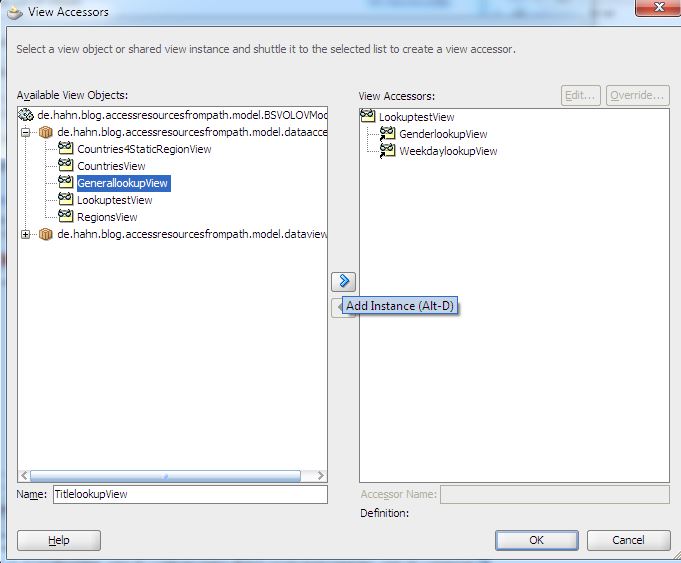 View Accessors
Select a view object or shared view instance and shuttle it to the selected list to create a view accessor.
Available View Objects:
de.hahn.blog.accessresourcesfrompath.model.BSVOLOVMod
de.hahn.blog.accessresourcesfrompath.model.dataacce
Countries4StaticRegionView
CountriesView
GenerallookupView
LookuptestView
RegionsView
de.hahn.blog.accessresourcesfrompath.model.dataview
Name: TitlelookupView
View Accessors:
Edit...
Override...
LookuptestView
GenderlookupView
WeekdaylookupView
Add Instance (Alt-D)
Accessor Name:
Definition:
Help
OK
Cancel